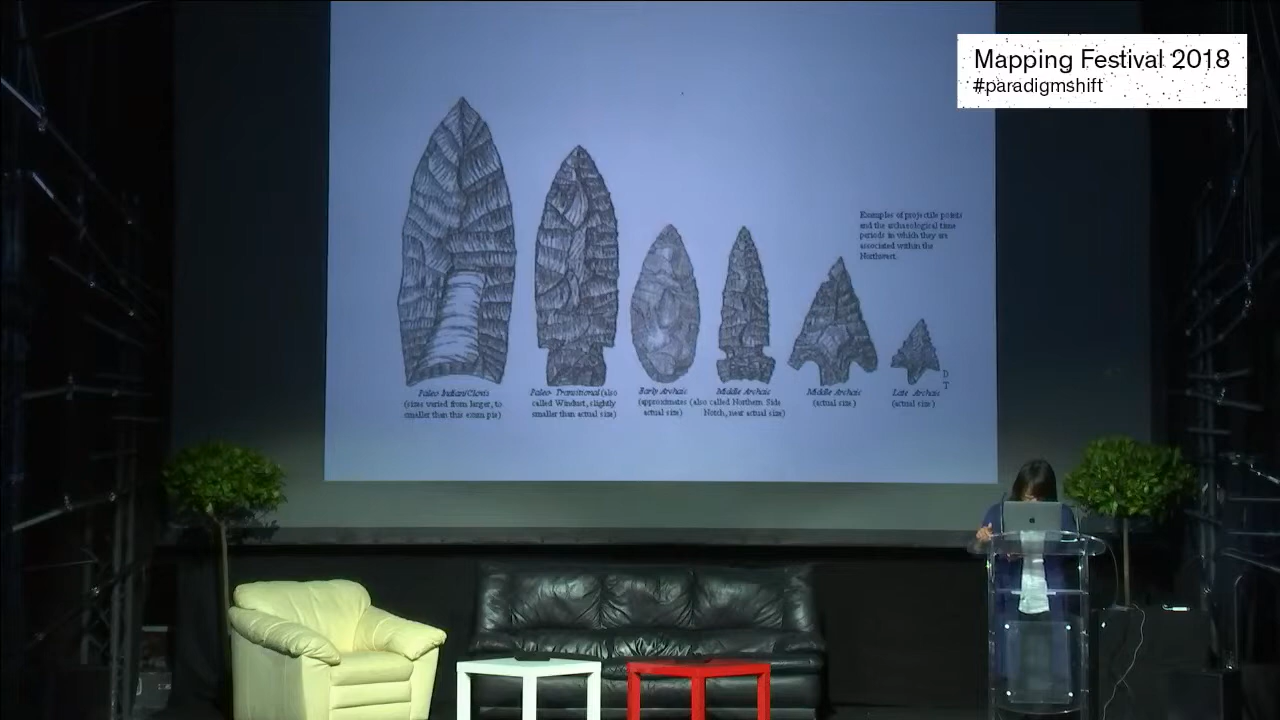 Mapping Festival 2018
#paradigmshift
Examples of projectile points
and the archaeological time
periods in which they are
associated within the
Northwest.
Paleo-Indian/Clovis
(sizes varied from larger, to
smaller than this example)
Paleo-Transitional (also
called Windust, slightly
smaller than actual size)
Early Archaic
(approximates
actual size)
Middle Archaic
(also called Northern Side
Notch, near actual size)
Middle Archaic
(actual size)
Late Archaic
(actual size)
D
T